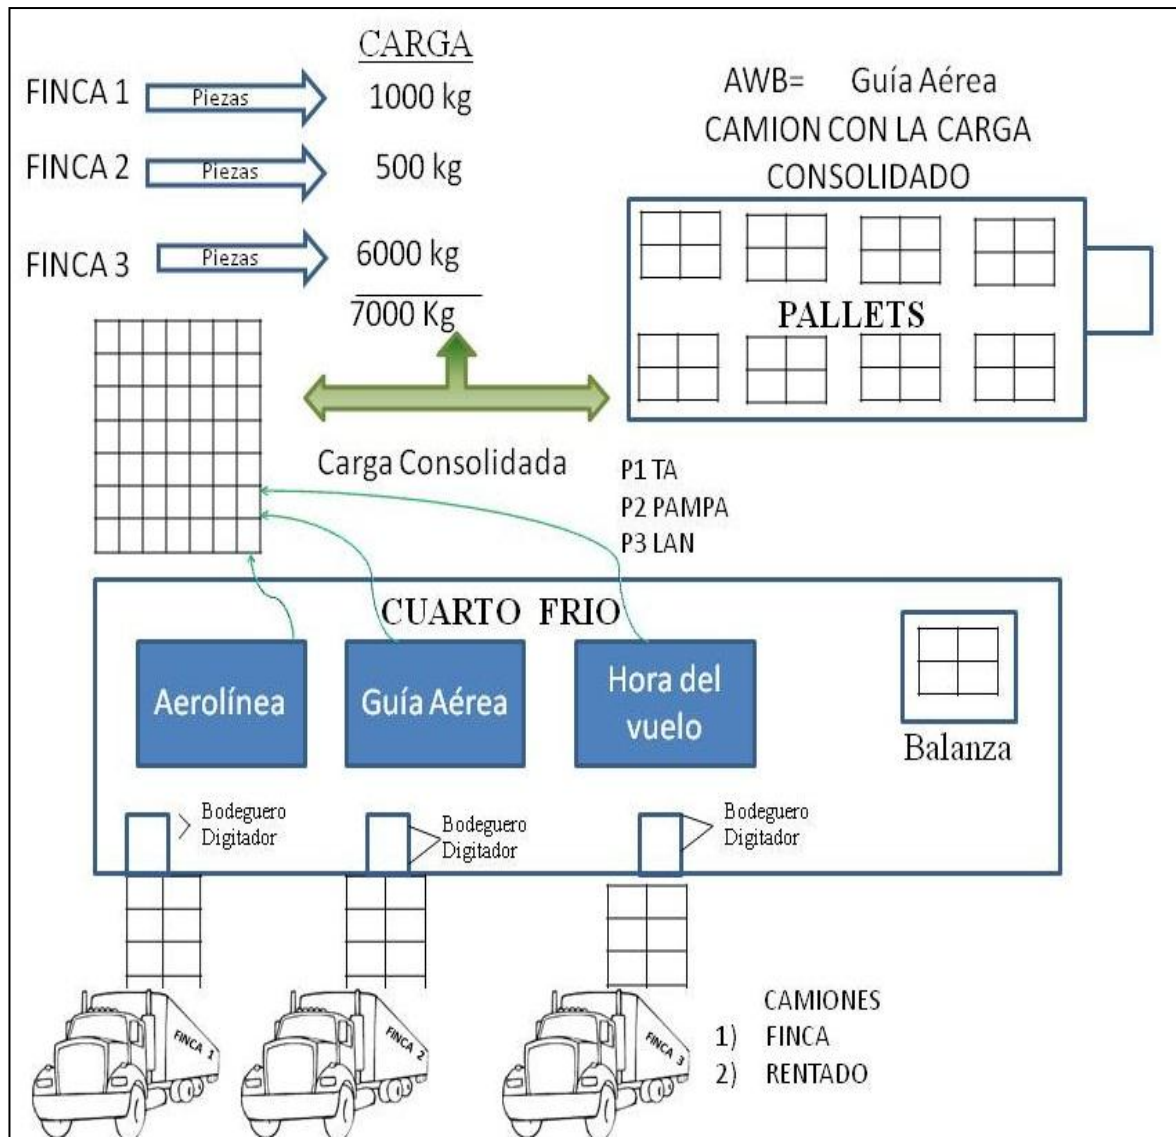 CARGA
FINCA 1
Piezas
1000 kg
FINCA 2
Piezas
500 kg
FINCA 3
Piezas
6000 kg
7000 Kg
AWB= Guía Aérea
CAMION CON LA CARGA
CONSOLIDADO
PALLETS
Carga Consolidada
P1 TA
P2 PAMPA
P3 LAN
CUARTO FRIO
Aerolínea
Guía Aérea
Hora del
vuelo
Balanza
Bodeguero
Digitador
Bodeguero
Digitador
Bodeguero
Digitador
FINCA 1
FINCA 2
FINCA 3
CAMIONES
1) FINCA
2) RENTADO